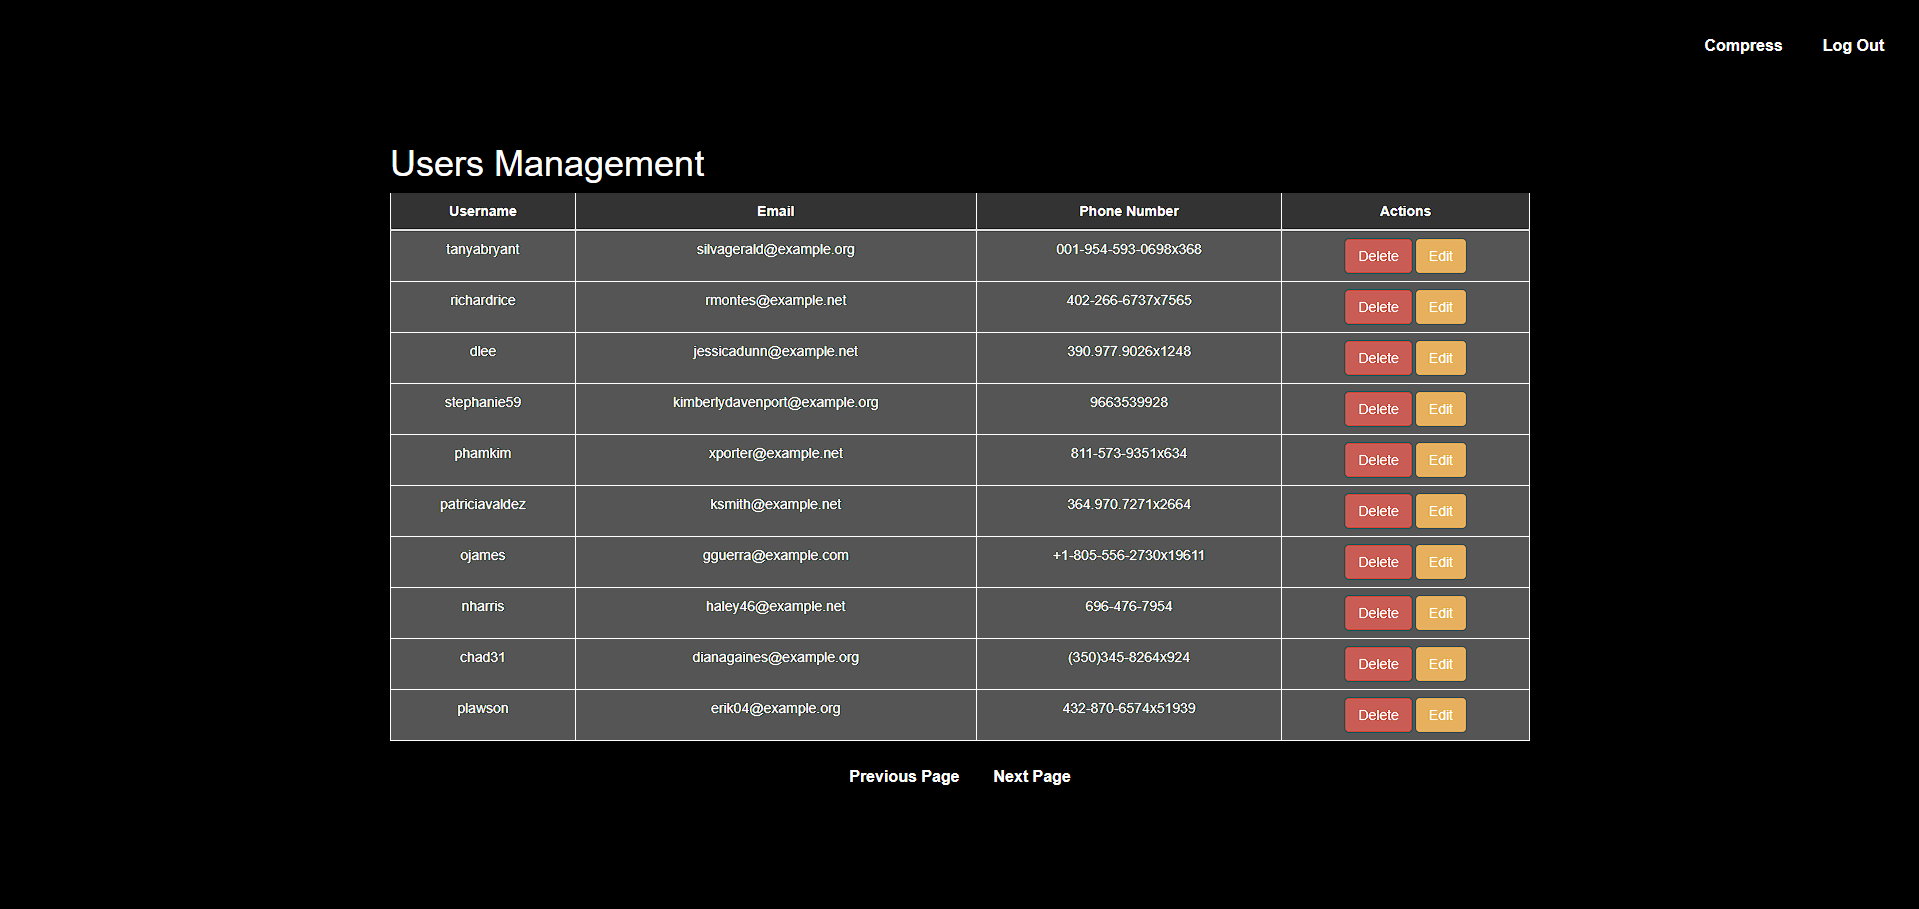 Compress Log Out
Users Management
Username Email Phone Number Actions
tanyabryant silvagerald@example.org 001-954-593-0698x368 Delete Edit
richardrice rmontes@example.net 402-266-6737x7565 Delete Edit
dlee jessicadunn@example.net 390.977.9026x1248 Delete Edit
stephanie59 kimberlydavenport@example.org 9663539928 Delete Edit
phamkim xporter@example.net 811-573-9351x634 Delete Edit
patriciavaldez ksmith@example.net 364.970.7271x2664 Delete Edit
ojames gguerra@example.com +1-805-556-2730x19611 Delete Edit
nharris haley46@example.net 696-476-7954 Delete Edit
chad31 dianagaines@example.org (350)345-8264x924 Delete Edit
plawson erik04@example.org 432-870-6574x51939 Delete Edit
Previous Page Next Page